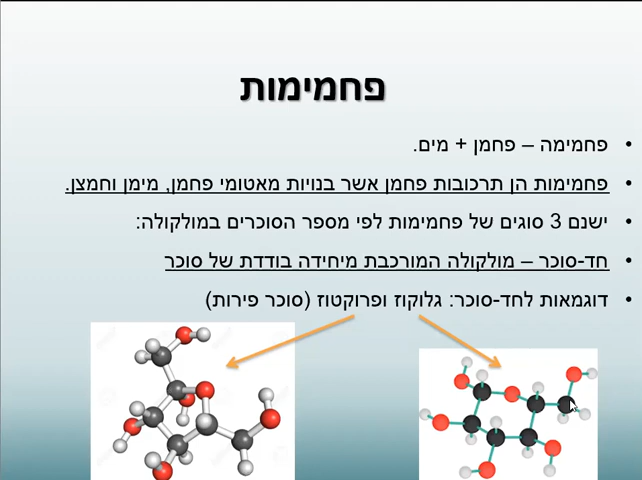 פחמימות
פחמימה – פחמן + מים.
פחמימות הן תרכובות פחמן אשר בנויות מאטומי פחמן, מימן וחמצן.
ישנם 3 סוגים של פחמימות לפי מספר הסוכרים במולקולה:
חד-סוכר – מולקולה המורכבת מיחידה בודדת של סוכר
דוגמאות לחד-סוכר: גלוקוז ופרוקטוז (סוכר פירות)